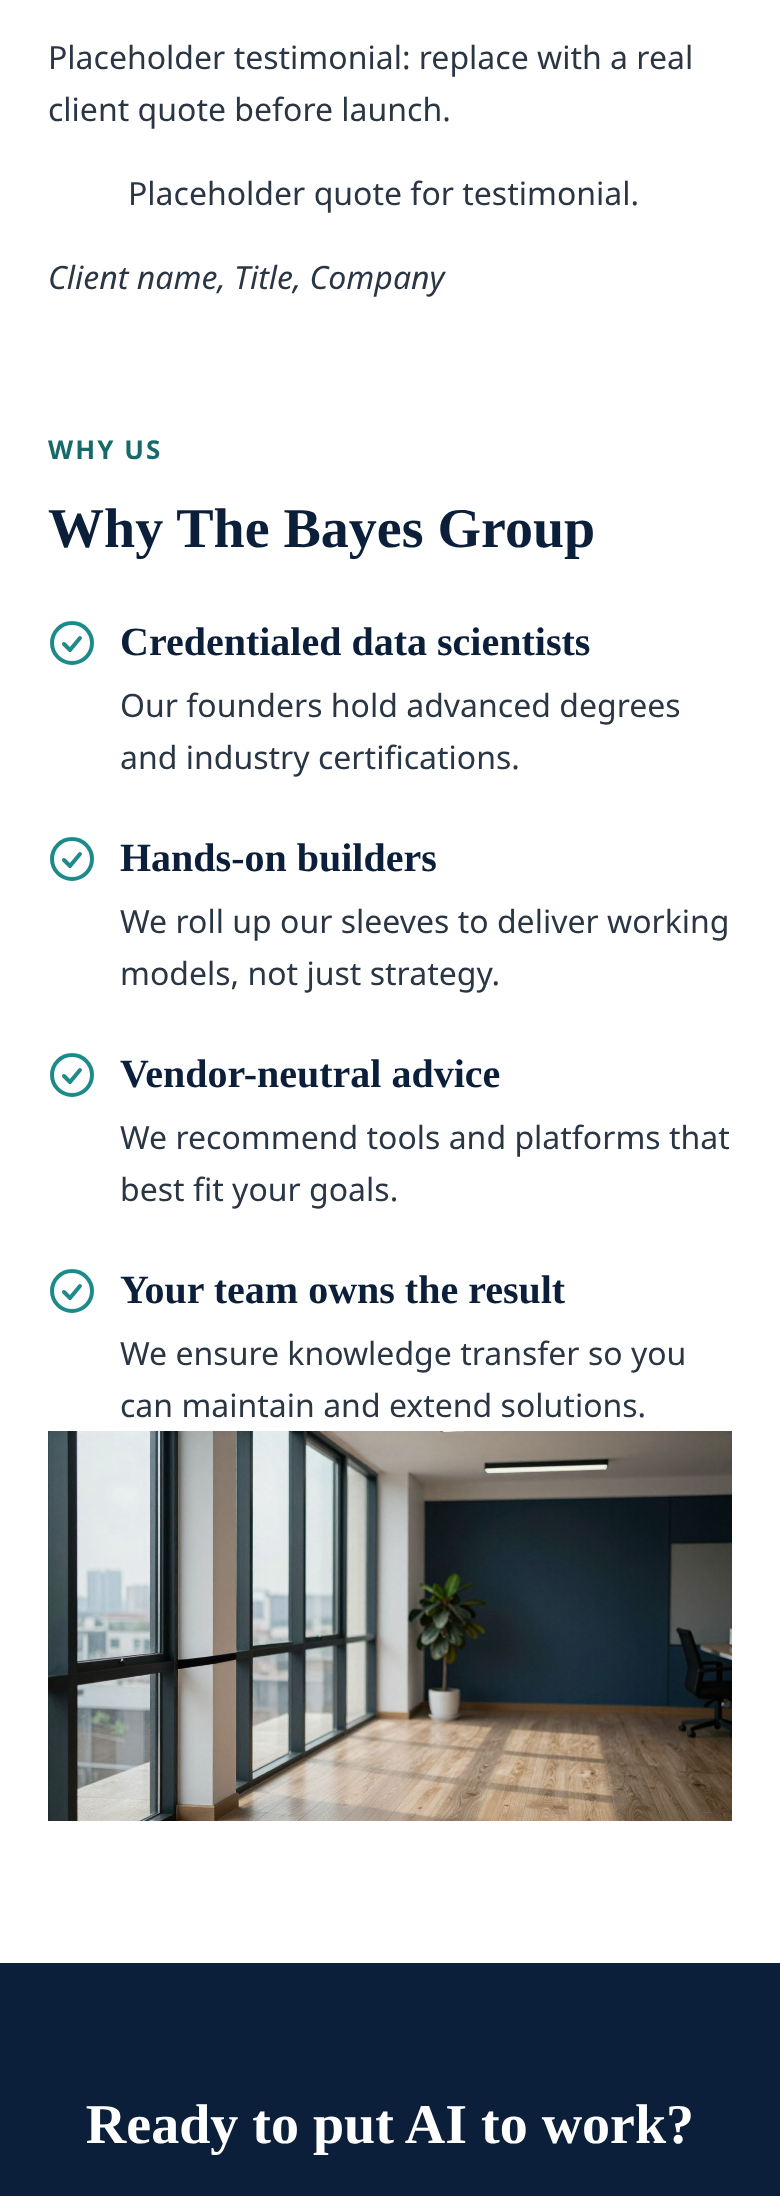 Placeholder testimonial: replace with a real
client quote before launch.
Placeholder quote for testimonial.
Client name, Title, Company
WHY US
Why The Bayes Group
Credentialed data scientists
Our founders hold advanced degrees
and industry certifications.
Hands-on builders
We roll up our sleeves to deliver working
models, not just strategy.
Vendor-neutral advice
We recommend tools and platforms that
best fit your goals.
Your team owns the result
We ensure knowledge transfer so you
can maintain and extend solutions.
Ready to put AI to work?